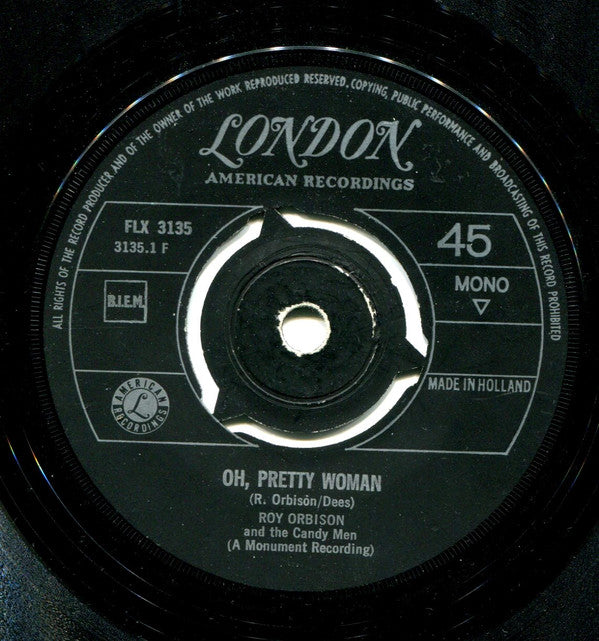 ALL RIGHTS OF THE RECORD PRODUCER AND OF THE OWNER OF THE WORK REPRODUCED RESERVED. COPYING, PUBLIC PERFORMANCE AND BROADCASTING OF THIS RECORD PROHIBITED
LONDON
AMERICAN RECORDINGS
FLX 3135
3135.1 F
45
MONO
B.I.E.M.
MADE IN HOLLAND
AMERICAN
L
RECORDINGS
OH, PRETTY WOMAN
(R. Orbisón/Dees)
ROY ORBISON
and the Candy Men
(A Monument Recording)